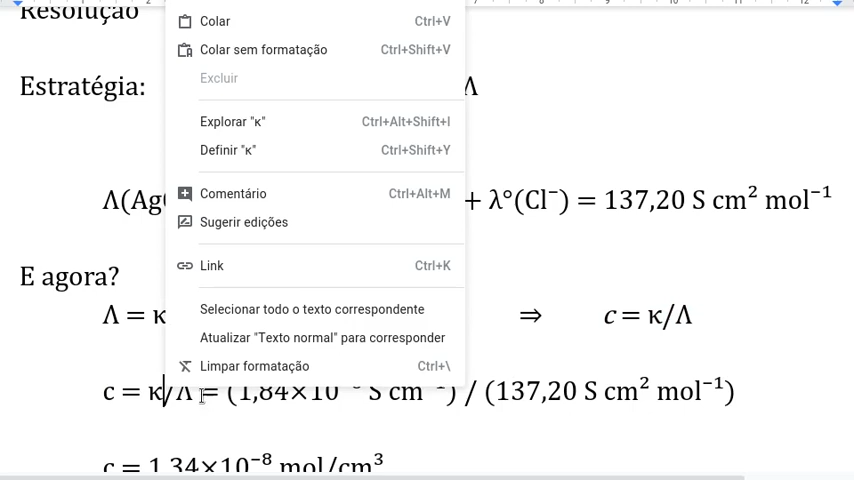 Resolução
Colar Ctrl+V
Colar sem formatação Ctrl+Shift+V
Estratégia: Λ
Excluir
Explorar "κ" Ctrl+Alt+Shift+I
Definir "κ" Ctrl+Shift+Y
Comentário Ctrl+Alt+M
Λ(Ag + λ°(Cl⁻) = 137,20 S cm² mol⁻¹
Sugerir edições
Link Ctrl+K
E agora?
Selecionar todo o texto correspondente
Λ = κ ⇒ c = κ/Λ
Atualizar "Texto normal" para corresponder
Limpar formatação Ctrl+\
c = κ/Λ = (1,84×10 S cm ) / (137,20 S cm² mol⁻¹)
c = 1,34×10⁻⁸ mol/cm³